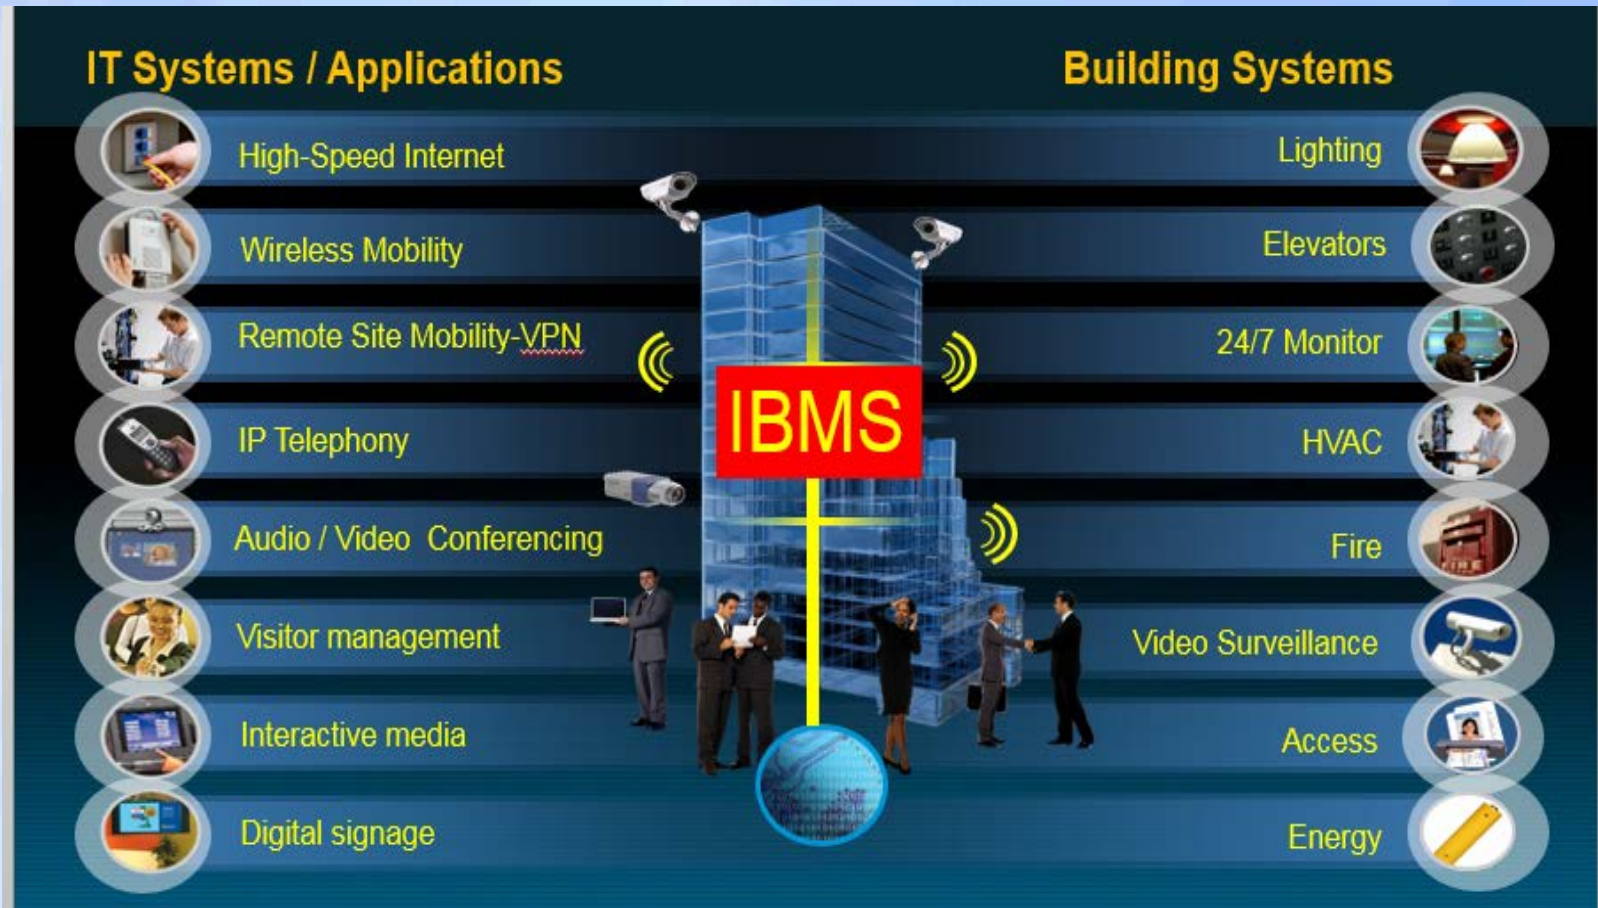 IT Systems / Applications
Building Systems
High-Speed Internet
Wireless Mobility
Remote Site Mobility-VPN
IP Telephony
Audio / Video Conferencing
Visitor management
Interactive media
Digital signage
IBMS
Lighting
Elevators
24/7 Monitor
HVAC
Fire
Video Surveillance
Access
Energy
FIRE